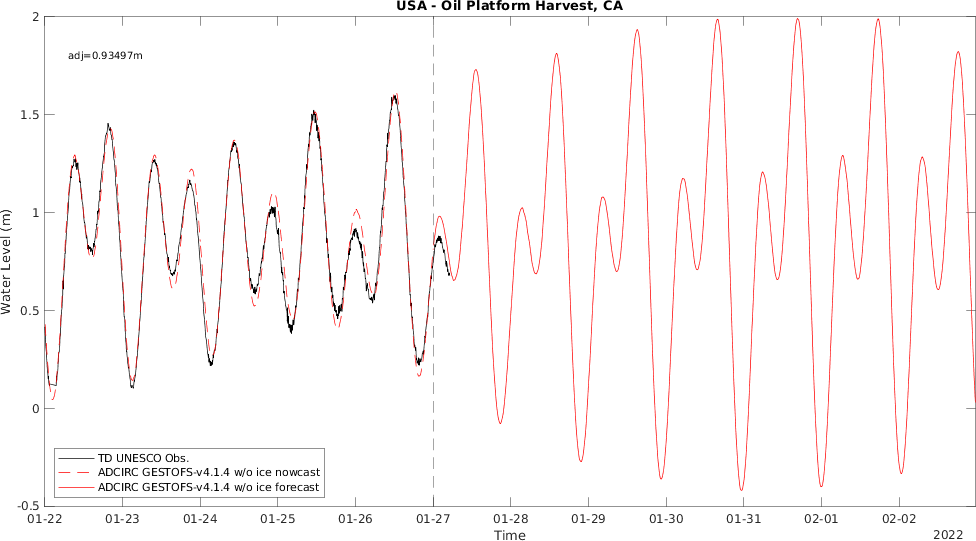 USA - Oil Platform Harvest, CA
adj=0.93497m
Water Level (m)
2
1.5
1
0.5
0
-0.5
TD UNESCO Obs.
ADCIRC GESTOFS-v4.1.4 w/o ice nowcast
ADCIRC GESTOFS-v4.1.4 w/o ice forecast
01-22 01-23 01-24 01-25 01-26 01-27 01-28 01-29 01-30 01-31 02-01 02-02
Time
2022